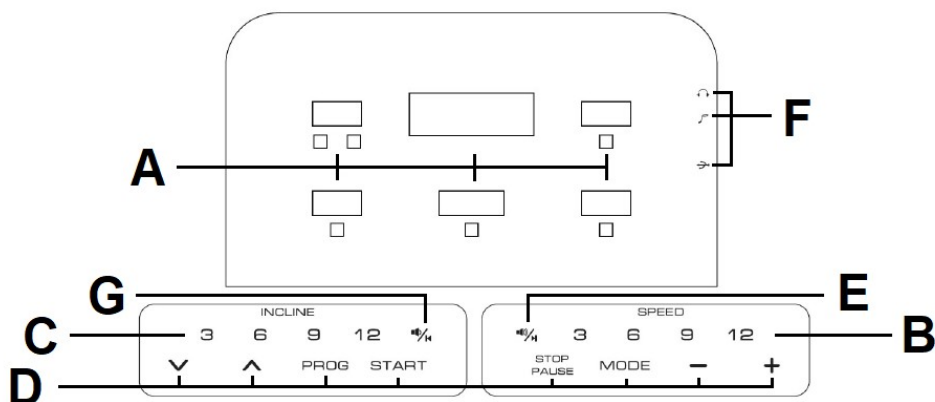 F
A
G
E
INCLINE
SPEED
C
3 6 9 12
3 6 9 12
B
D
PROG START
STOP
PAUSE
MODE - +